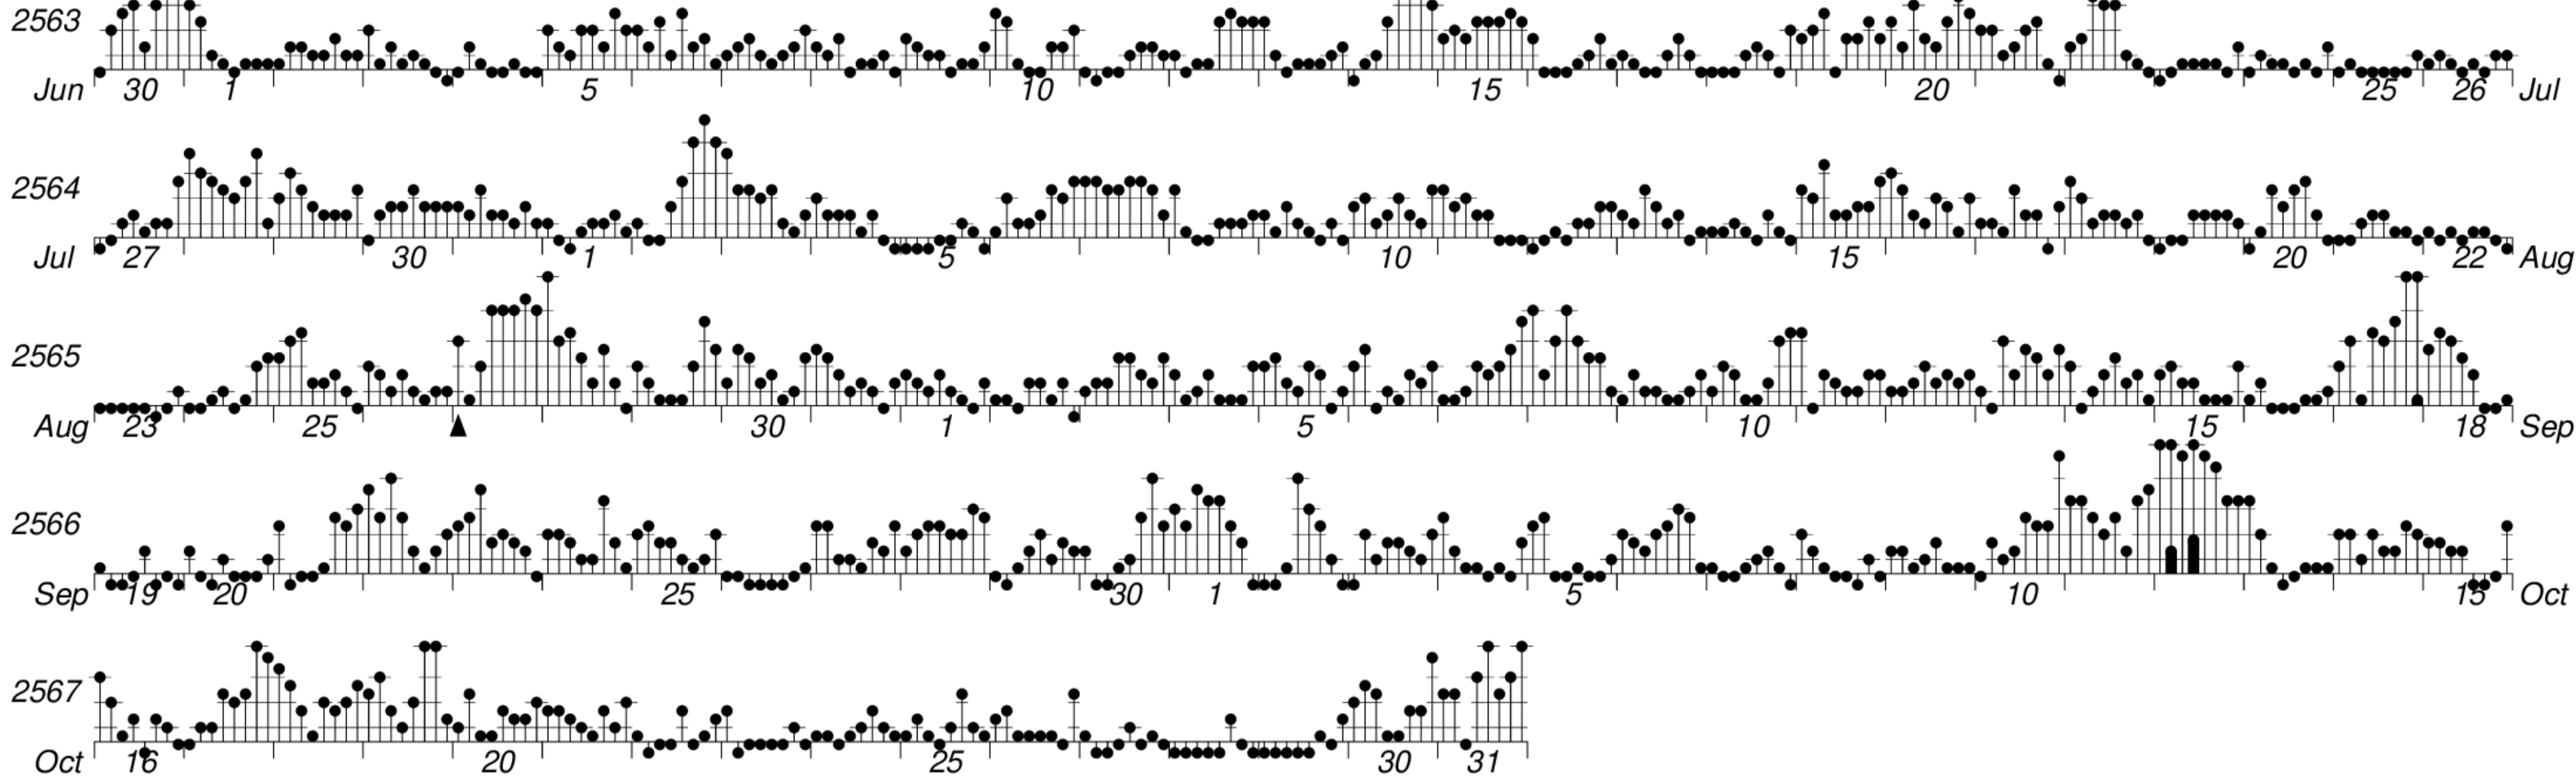 2563
Jun 30 1 5 10 15 20 25 26 Jul
2564
Jul 27 30 1 5 10 15 20 22 Aug
2565
Aug 23 25 30 1 5 10 15 18 Sep
2566
Sep 19 20 25 30 1 5 10 15 Oct
2567
Oct 16 20 25 30 31